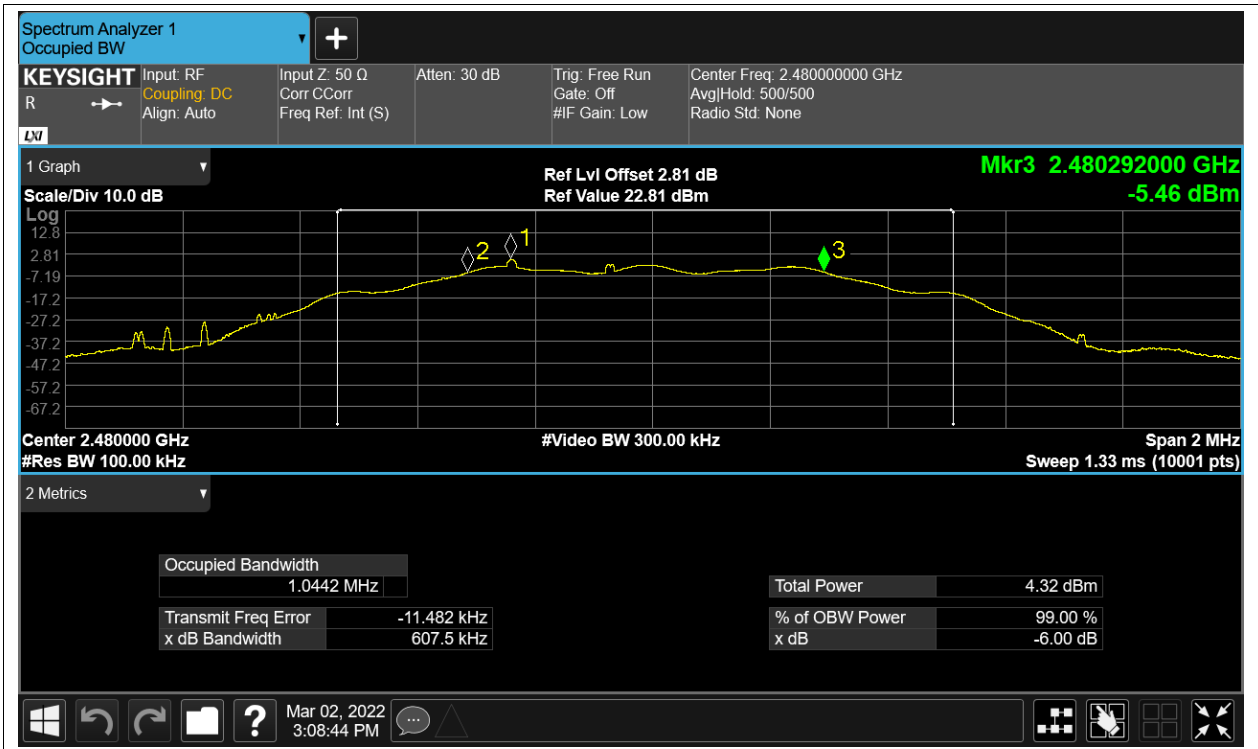 Spectrum Analyzer 1
Occupied BW
KEYSIGHT
R
LXI
Input: RF
Coupling: DC
Align: Auto
Input Z: 50 Ω
Corr CCorr
Freq Ref: Int (S)
Atten: 30 dB
Trig: Free Run
Gate: Off
#IF Gain: Low
Center Freq: 2.480000000 GHz
Avg|Hold: 500/500
Radio Std: None
1 Graph
Scale/Div 10.0 dB
Ref Lvl Offset 2.81 dB
Ref Value 22.81 dBm
Mkr3 2.480292000 GHz
-5.46 dBm
Log
12.8
2.81
-7.19
-17.2
-27.2
-37.2
-47.2
-57.2
-67.2
2
1
3
Center 2.480000 GHz
#Res BW 100.00 kHz
#Video BW 300.00 kHz
Span 2 MHz
Sweep 1.33 ms (10001 pts)
2 Metrics
Occupied Bandwidth
1.0442 MHz
Transmit Freq Error -11.482 kHz
x dB Bandwidth 607.5 kHz
Total Power 4.32 dBm
% of OBW Power 99.00 %
x dB -6.00 dB
?
Mar 02, 2022
3:08:44 PM